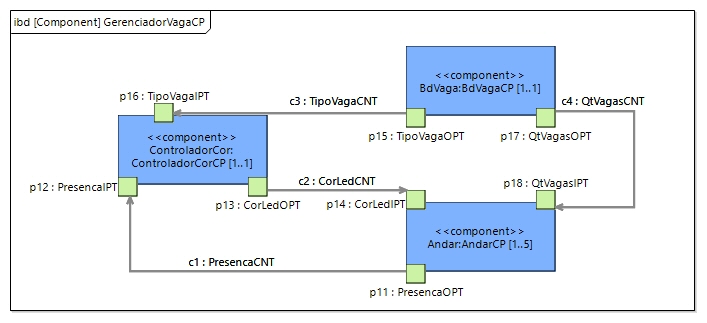 ibd [Component] GerenciadorVagaCP
<<component>>
BdVaga:BdVagaCP [1..1]
p16 : TipoVagaIPT
c3 : TipoVagaCNT
c4 : QtVagasCNT
p15 : TipoVagaOPT
p17 : QtVagasOPT
<<component>>
ControladorCor:
ControladorCorCP [1..1]
p12 : PresencaIPT
c2 : CorLedCNT
p18 : QtVagasIPT
p13 : CorLedOPT
p14 : CorLedIPT
<<component>>
Andar:AndarCP [1..5]
c1 : PresencaCNT
p11 : PresencaOPT